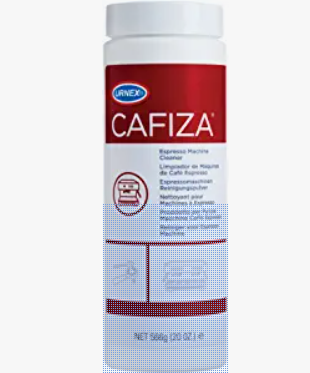 URNEX
CAFIZA®
Espresso Machine
Cleaner
Limpiador de Máquina
de Café Espresso
Espressomaschinen
Reinigungspulver
Nettoyant pour
Machines à Espresso
NET 566g (20 OZ.) e